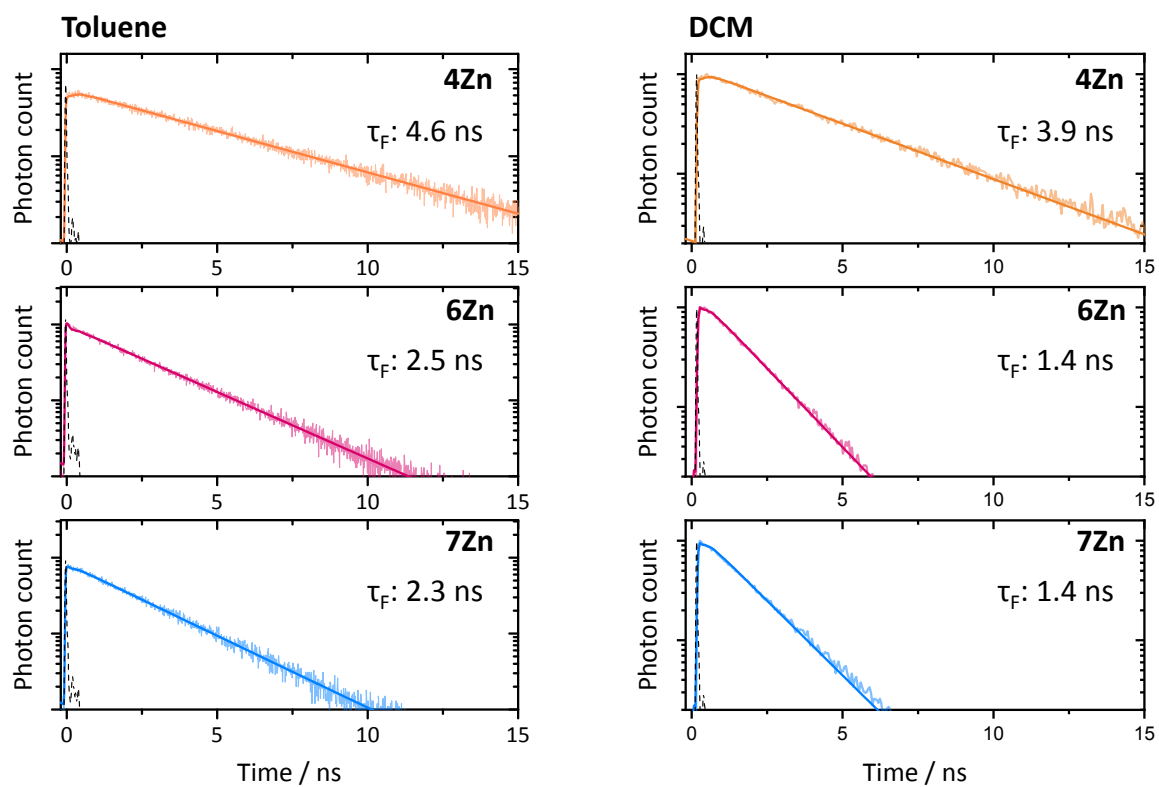 Toluene
Photon count
4Zn
τF: 4.6 ns
0 5 10 15
Photon count
6Zn
τF: 2.5 ns
0 5 10 15
Photon count
7Zn
τF: 2.3 ns
0 5 10 15
Time / ns
DCM
Photon count
4Zn
τF: 3.9 ns
0 5 10 15
Photon count
6Zn
τF: 1.4 ns
0 5 10 15
Photon count
7Zn
τF: 1.4 ns
0 5 10 15
Time / ns